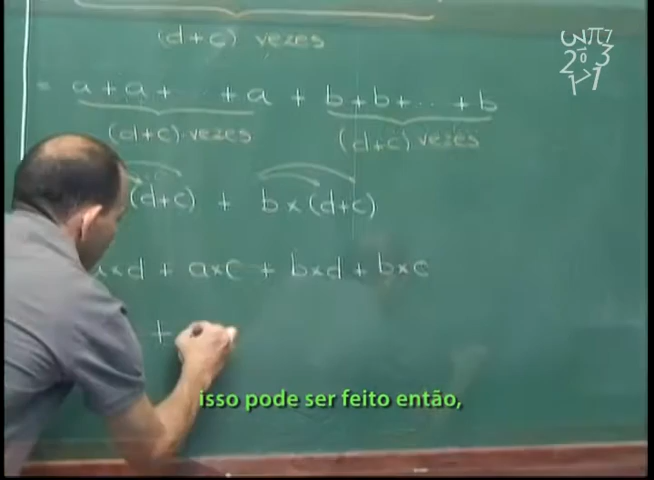 (d+c) vezes
= a + a + ... + a + b + b + ... + b
(d+c) vezes (d+c) vezes
(d+c) + b × (d+c)
a×d + a×c + b×d + b×c
+
isso pode ser feito então,